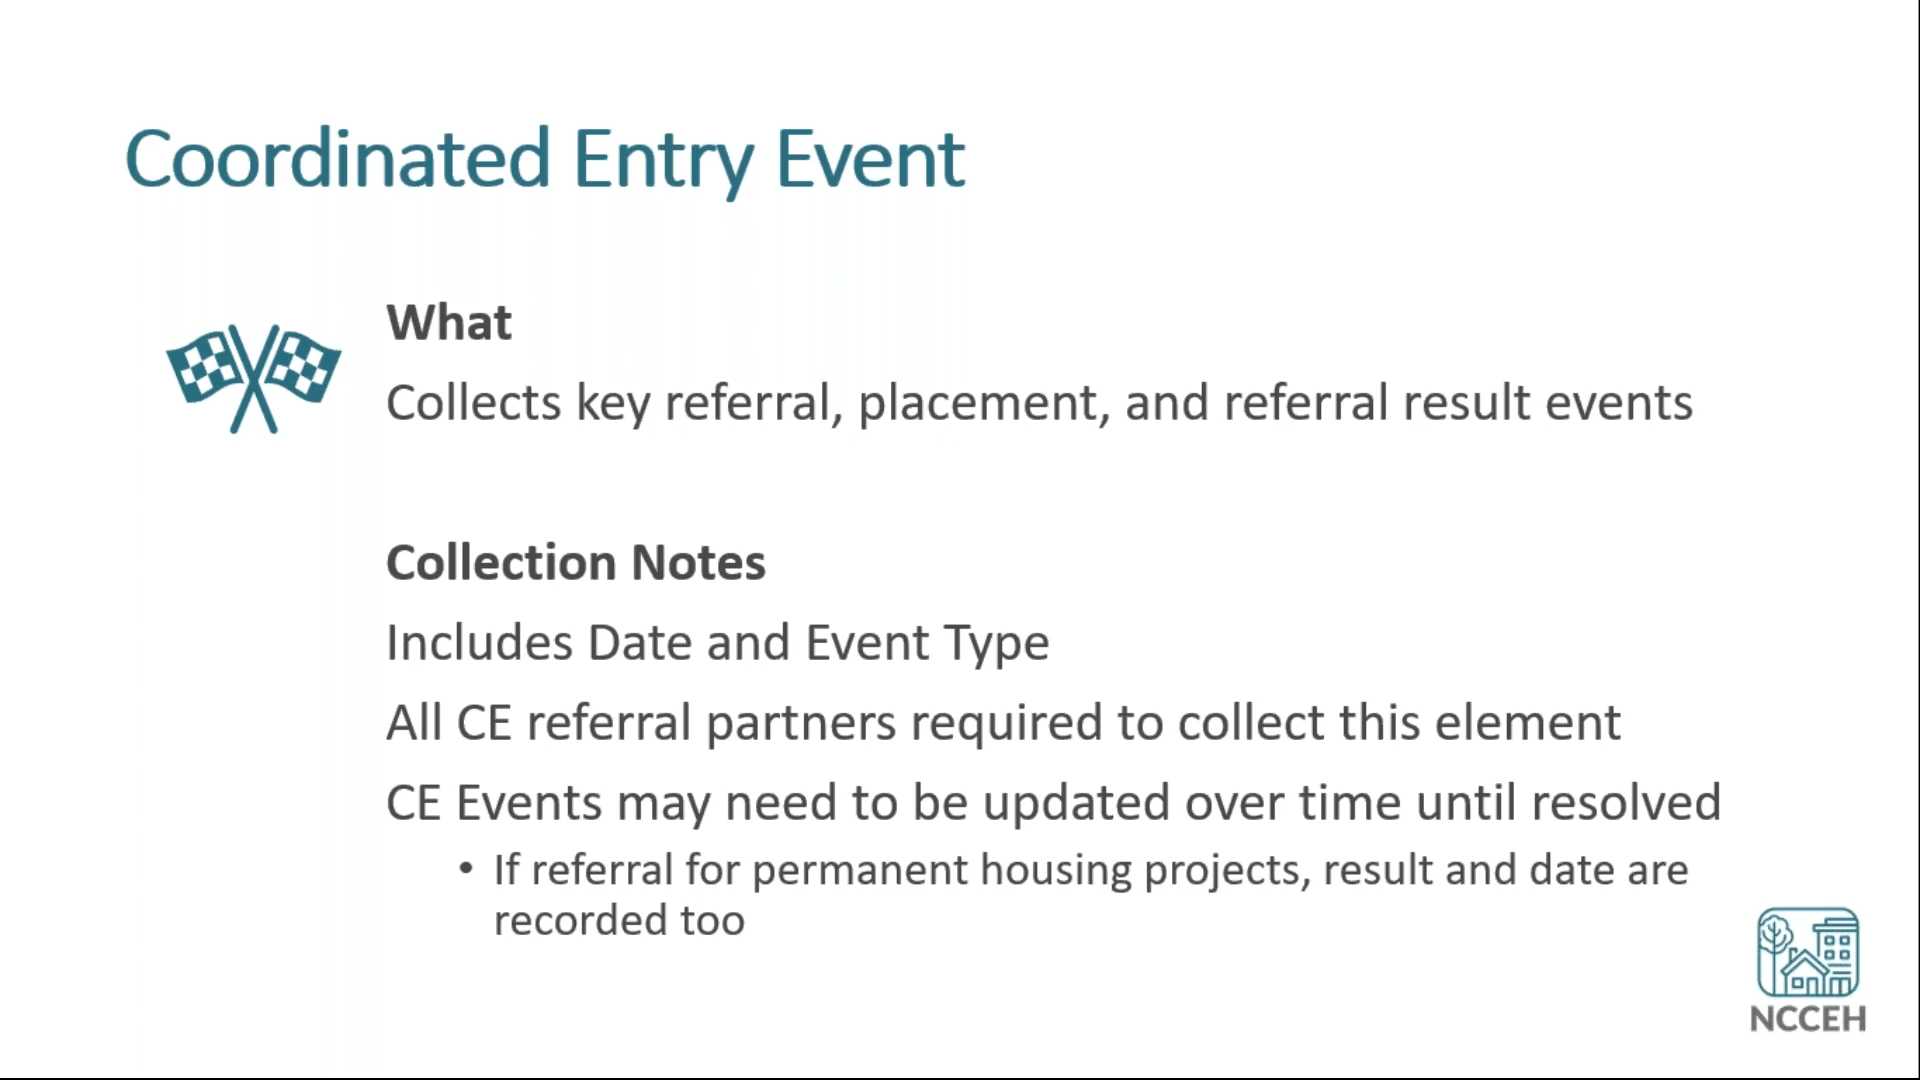 Coordinated Entry Event
What
Collects key referral, placement, and referral result events
Collection Notes
Includes Date and Event Type
All CE referral partners required to collect this element
CE Events may need to be updated over time until resolved
• If referral for permanent housing projects, result and date are
recorded too
NCCEH